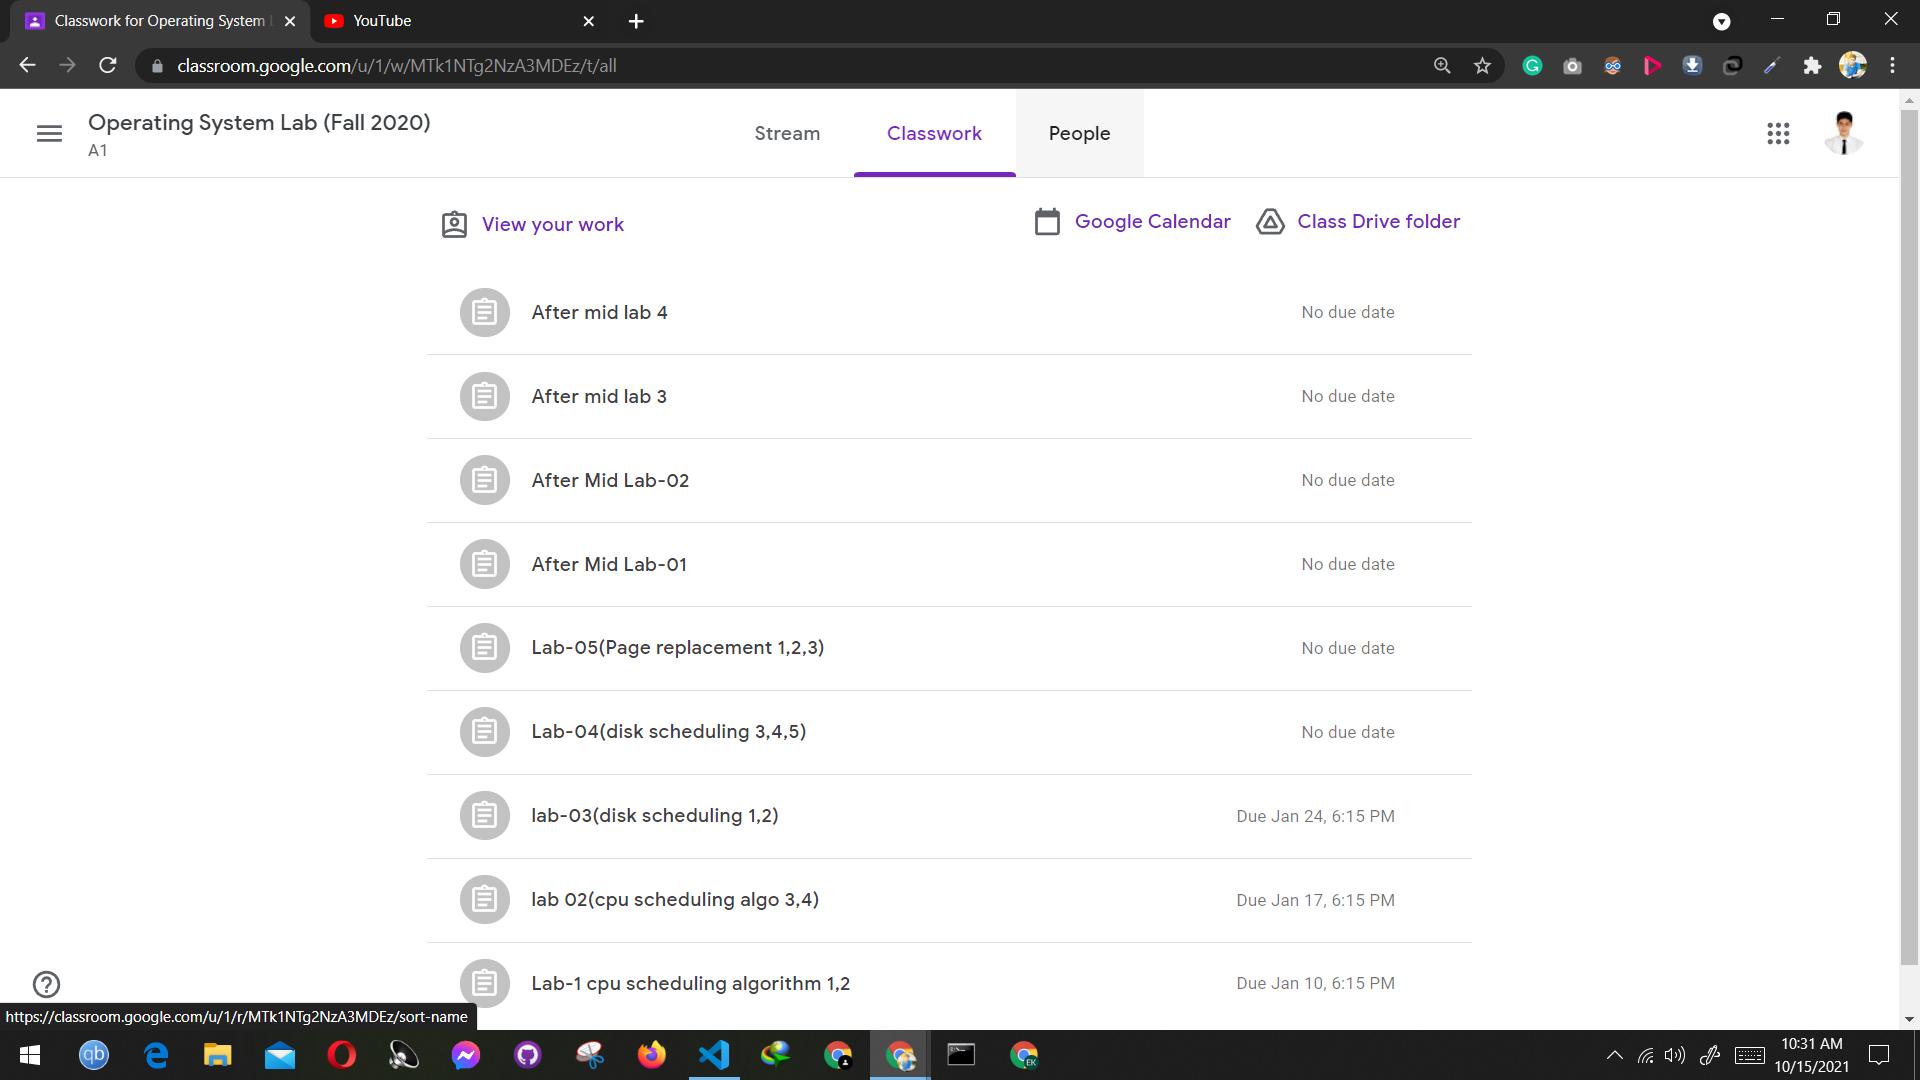 Classwork for Operating System L
YouTube
classroom.google.com/u/1/w/MTk1NTg2NzA3MDEz/t/all
Operating System Lab (Fall 2020)
A1
Stream
Classwork
People
View your work
Google Calendar
Class Drive folder
After mid lab 4
No due date
After mid lab 3
No due date
After Mid Lab-02
No due date
After Mid Lab-01
No due date
Lab-05(Page replacement 1,2,3)
No due date
Lab-04(disk scheduling 3,4,5)
No due date
lab-03(disk scheduling 1,2)
Due Jan 24, 6:15 PM
lab 02(cpu scheduling algo 3,4)
Due Jan 17, 6:15 PM
Lab-1 cpu scheduling algorithm 1,2
Due Jan 10, 6:15 PM
https://classroom.google.com/u/1/r/MTk1NTg2NzA3MDEz/sort-name
qb
EK
10:31 AM
10/15/2021